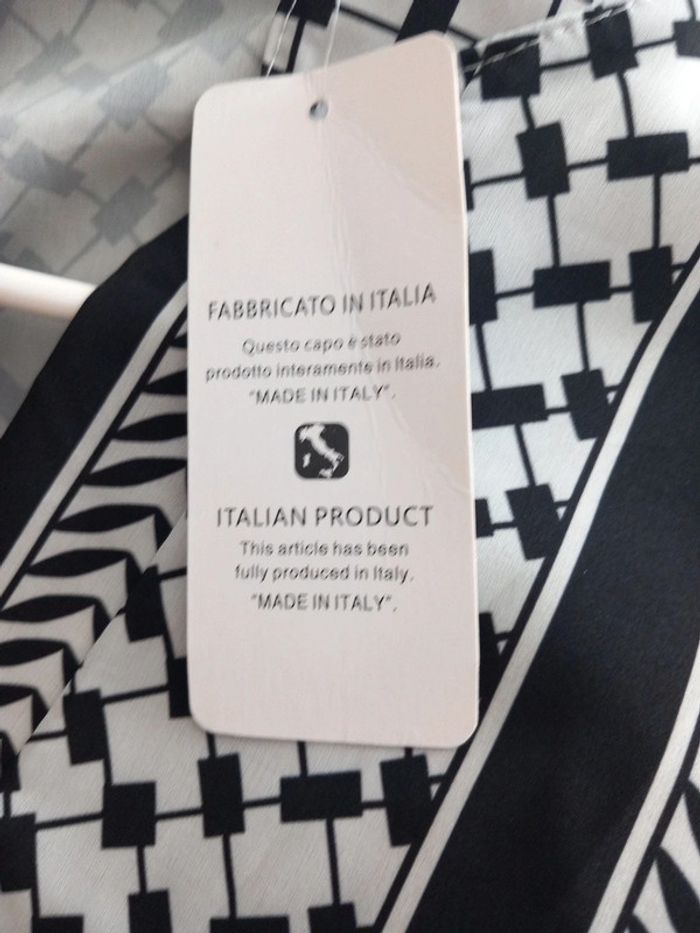 FABBRICATO IN ITALIA
Questo capo è stato
prodotto interamente in Italia.
"MADE IN ITALY".
ITALIAN PRODUCT
This article has been
fully produced in Italy.
"MADE IN ITALY".